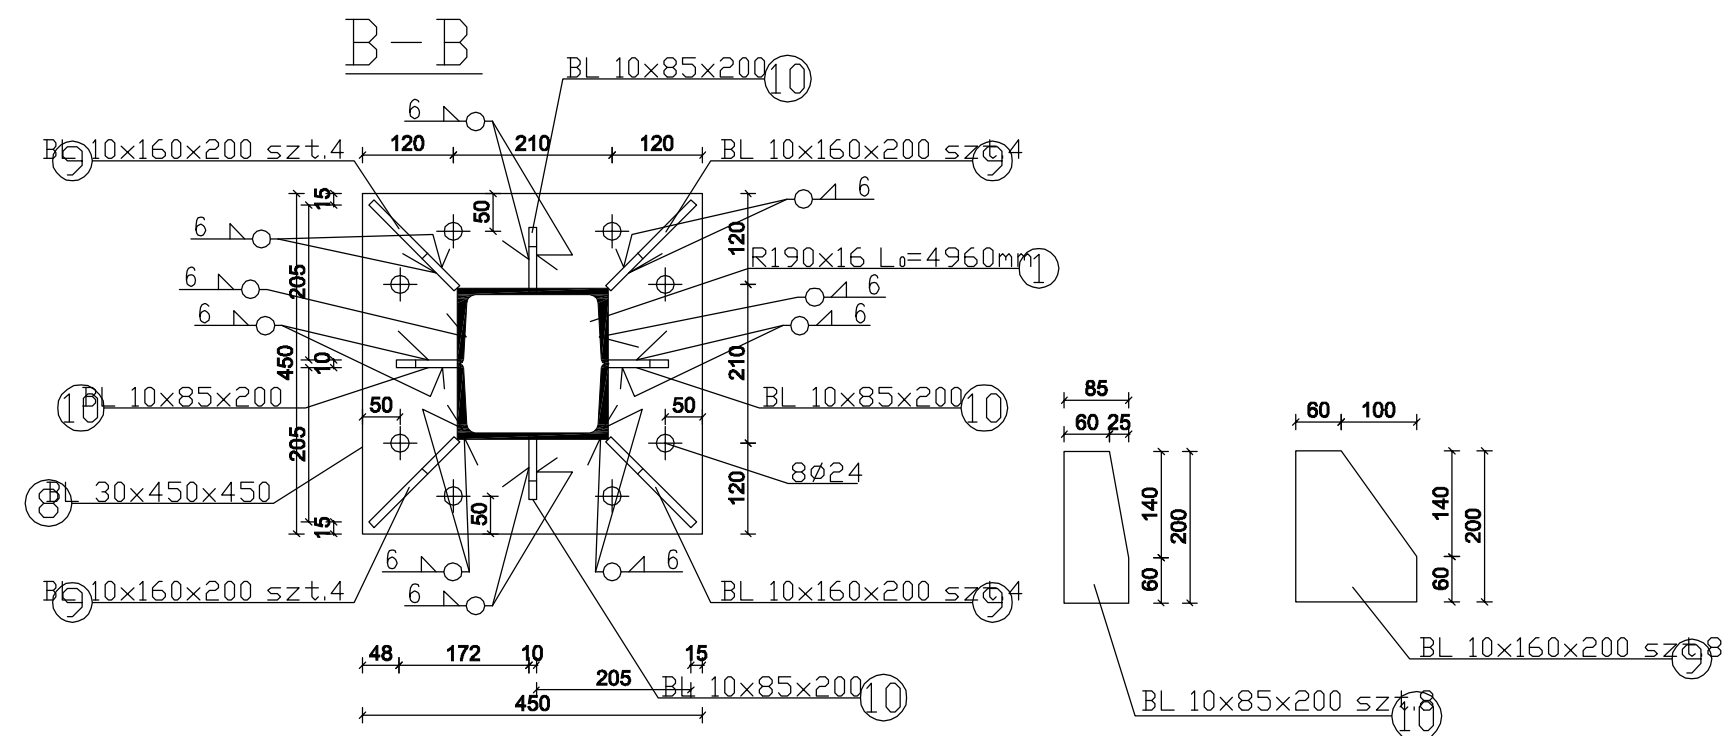 B-B
BL 10x85x200 10
6
BL 10x160x200 szt.4 9
120 210 120
BL 10x160x200 szt.4 9
15
50
6
6
120
205
R190x16 L₀=4960mm 1
6
6
6
6
450
10
210
BL 10x85x200 10
50
50
BL 10x85x200 10
205
8ø24
BL 30x450x450 8
120
15
50
6
6
BL 10x160x200 szt.4 9
6
BL 10x160x200 szt.4 9
48 172 10 15
205
BL 10x85x200 10
450
85
60 25
140
200
60
BL 10x85x200 szt.8 10
60 100
140
200
60
BL 10x160x200 szt.8 9